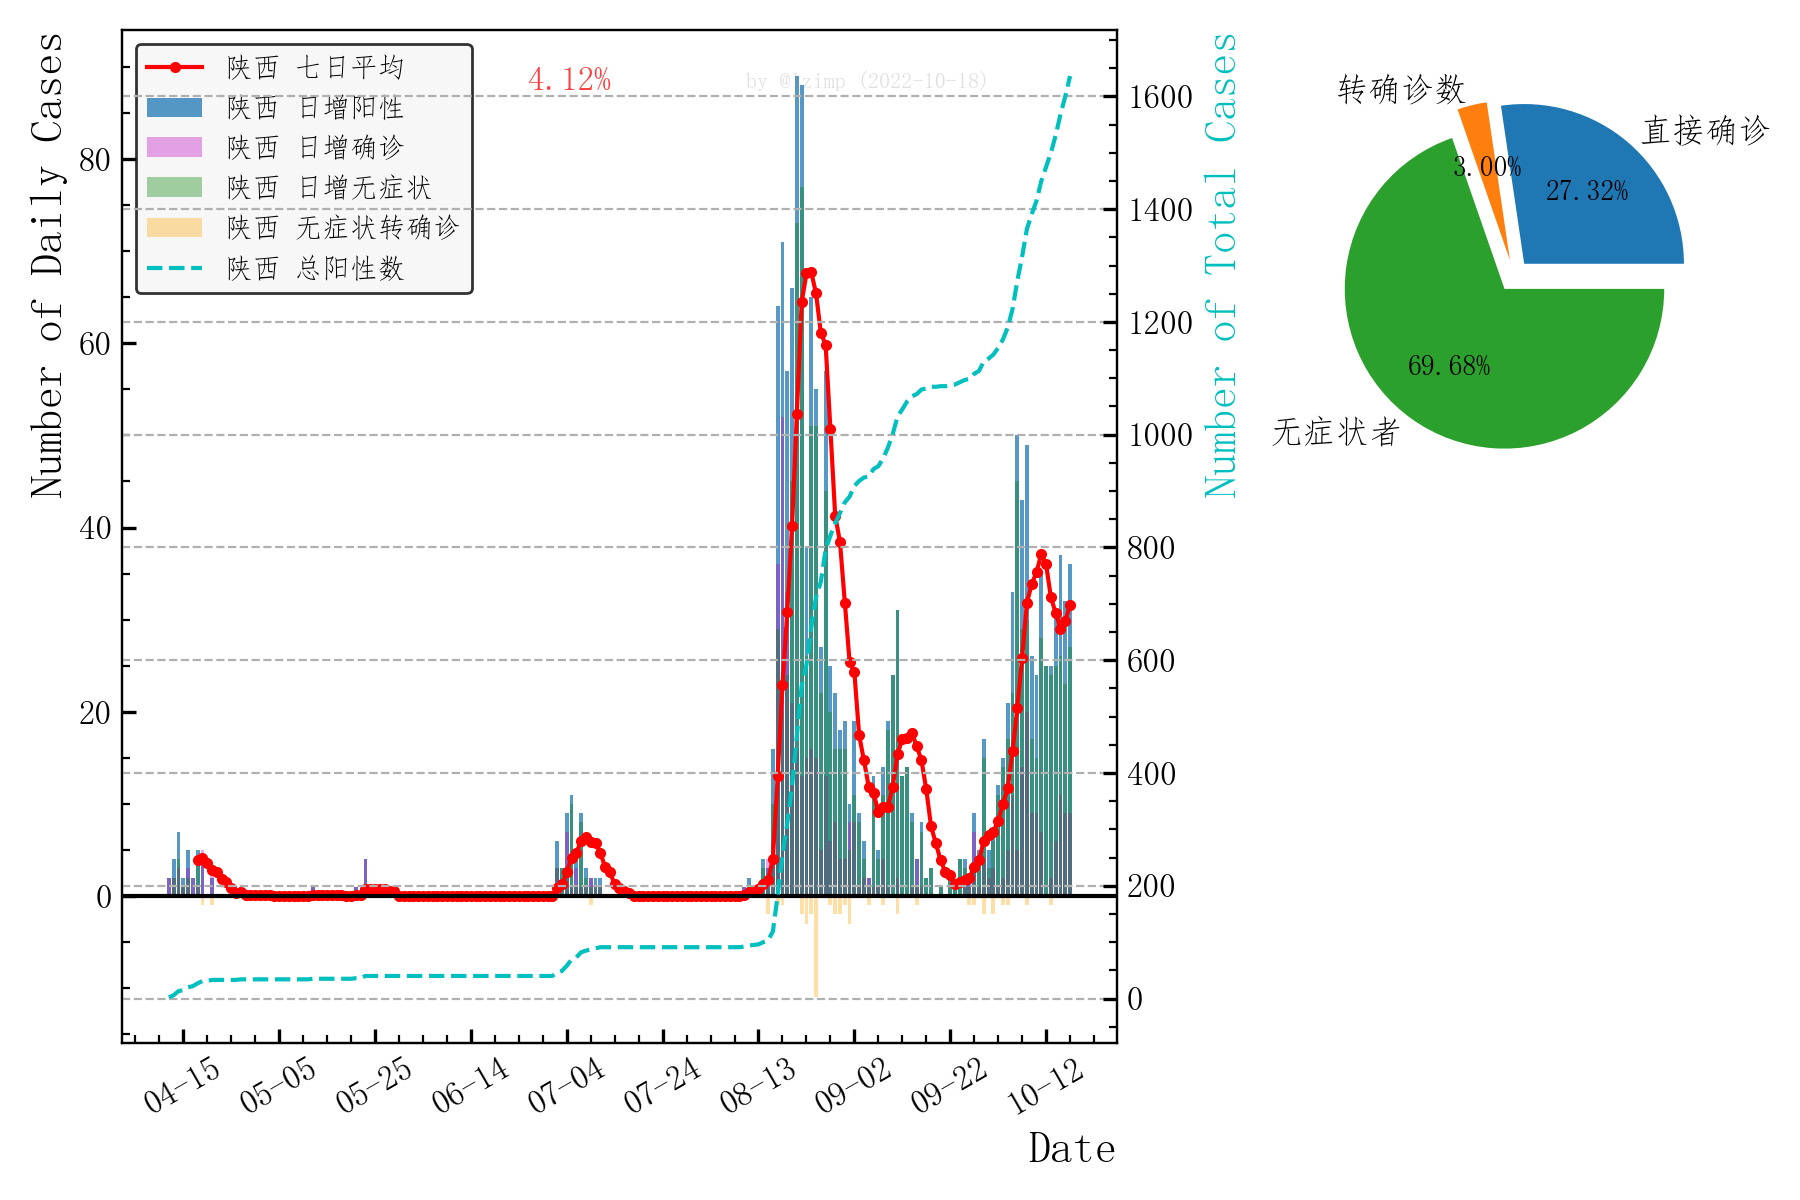 陕西 七日平均
陕西 日增阳性
陕西 日增确诊
陕西 日增无症状
陕西 无症状转确诊
陕西 总阳性数
4.12%
(2022-10-18)
Number of Daily Cases
80
60
40
20
0
1600
1400
1200
1000
800
600
400
200
0
Number of Total Cases
04-15
05-05
05-25
06-14
07-04
07-24
08-13
09-02
09-22
10-12
Date
转确诊数
直接确诊
3.00%
27.32%
69.68%
无症状者